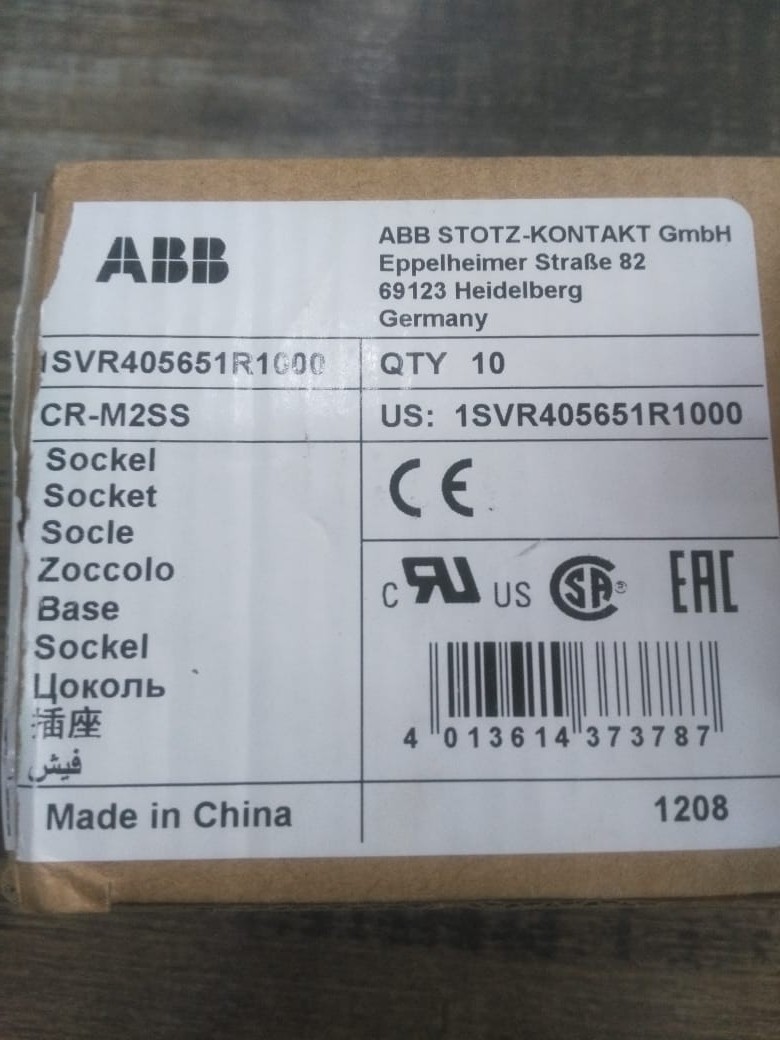 ABB
ABB STOTZ-KONTAKT GmbH
Eppelheimer Straße 82
69123 Heidelberg
Germany
1SVR405651R1000
QTY 10
CR-M2SS
US: 1SVR405651R1000
Sockel
Socket
Socle
Zoccolo
Base
Sockel
Цоколь
插座
فيش
CE
C RU US
SA®
EAC
4 013614 373787
Made in China
1208